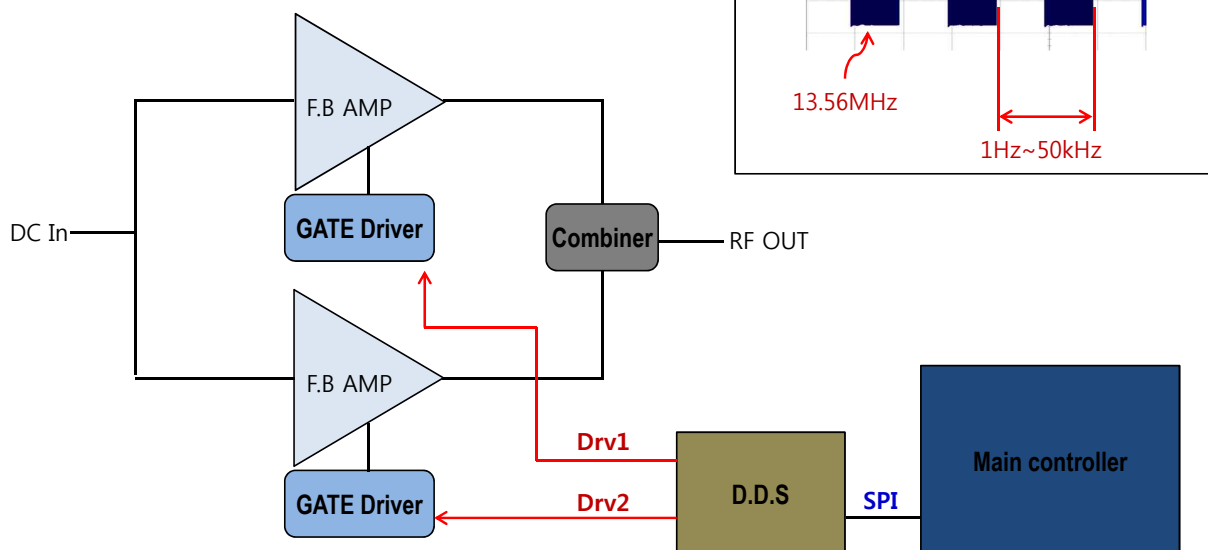 13.56MHz
1Hz~50kHz
F.B AMP
GATE Driver
DC In
Combiner
RF OUT
F.B AMP
GATE Driver
Drv1
Drv2
D.D.S
SPI
Main controller